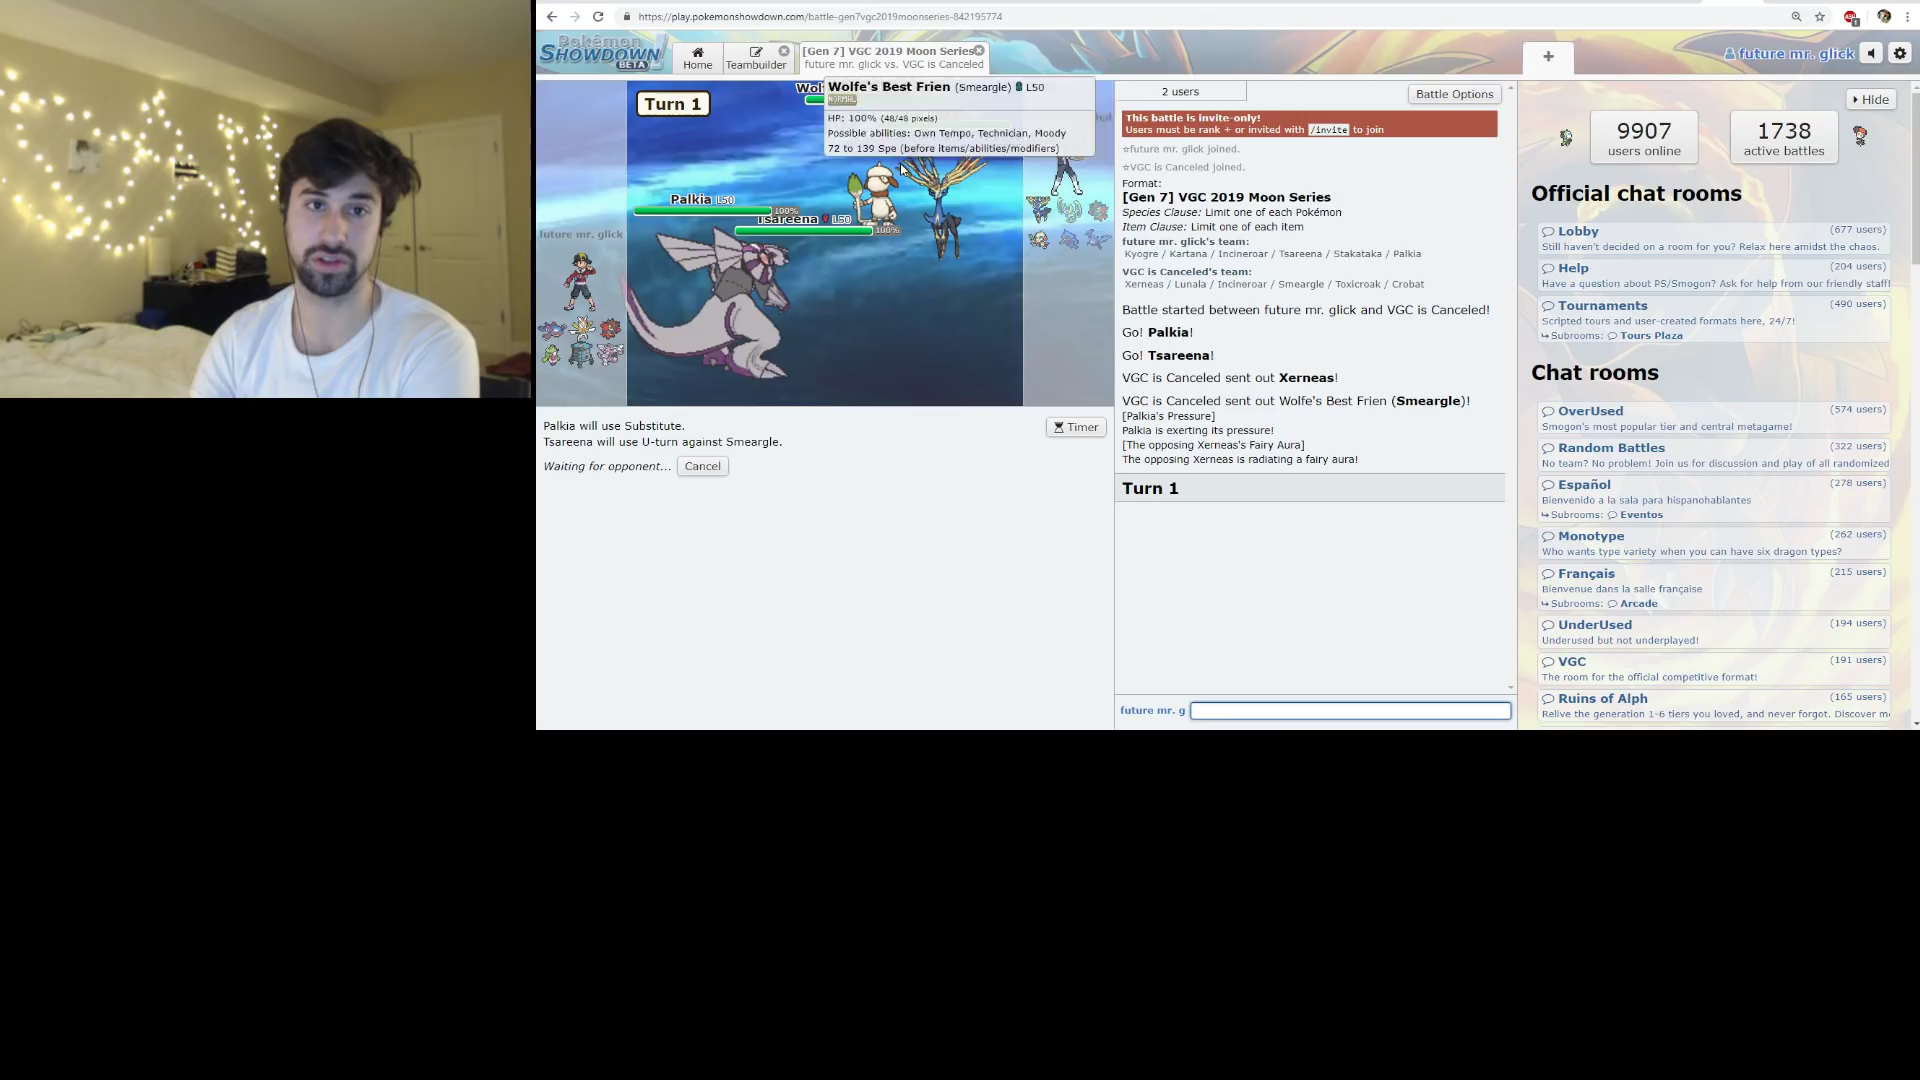 https://play.pokemonshowdown.com/battle-gen7vgc2019moonseries-842195774
Pokémon
SHOWDOWN
BETA
Home
Teambuilder
[Gen 7] VGC 2019 Moon Series
future mr. glick vs. VGC is Canceled
future mr. glick
Turn 1
Wolfe's Best Frien (Smeargle) L50
NORMAL
HP: 100% (48/48 pixels)
Possible abilities: Own Tempo, Technician, Moody
72 to 139 Spe (before items/abilities/modifiers)
Palkia L50
100%
Tsareena L50
100%
future mr. glick
Palkia will use Substitute.
Tsareena will use U-turn against Smeargle.
Waiting for opponent...
Cancel
Timer
2 users
Battle Options
This battle is invite-only!
Users must be rank + or invited with /invite to join
☆future mr. glick joined.
☆VGC is Canceled joined.
Format:
[Gen 7] VGC 2019 Moon Series
Species Clause: Limit one of each Pokémon
Item Clause: Limit one of each item
future mr. glick's team:
Kyogre / Kartana / Incineroar / Tsareena / Stakataka / Palkia
VGC is Canceled's team:
Xerneas / Lunala / Incineroar / Smeargle / Toxicroak / Crobat
Battle started between future mr. glick and VGC is Canceled!
Go! Palkia!
Go! Tsareena!
VGC is Canceled sent out Xerneas!
VGC is Canceled sent out Wolfe's Best Frien (Smeargle)!
[Palkia's Pressure]
Palkia is exerting its pressure!
[The opposing Xerneas's Fairy Aura]
The opposing Xerneas is radiating a fairy aura!
Turn 1
future mr. g
Hide
9907
users online
1738
active battles
Official chat rooms
Lobby
(677 users)
Still haven't decided on a room for you? Relax here amidst the chaos.
Help
(204 users)
Have a question about PS/Smogon? Ask for help from our friendly staff!
Tournaments
(490 users)
Scripted tours and user-created formats here, 24/7!
↳Subrooms: Tours Plaza
Chat rooms
OverUsed
(574 users)
Smogon's most popular tier and central metagame!
Random Battles
(322 users)
No team? No problem! Join us for discussion and play of all randomized
Español
(278 users)
Bienvenido a la sala para hispanohablantes
↳Subrooms: Eventos
Monotype
(262 users)
Who wants type variety when you can have six dragon types?
Français
(215 users)
Bienvenue dans la salle française
↳Subrooms: Arcade
UnderUsed
(194 users)
Underused but not underplayed!
VGC
(191 users)
The room for the official competitive format!
Ruins of Alph
(165 users)
Relive the generation 1-6 tiers you loved, and never forgot. Discover